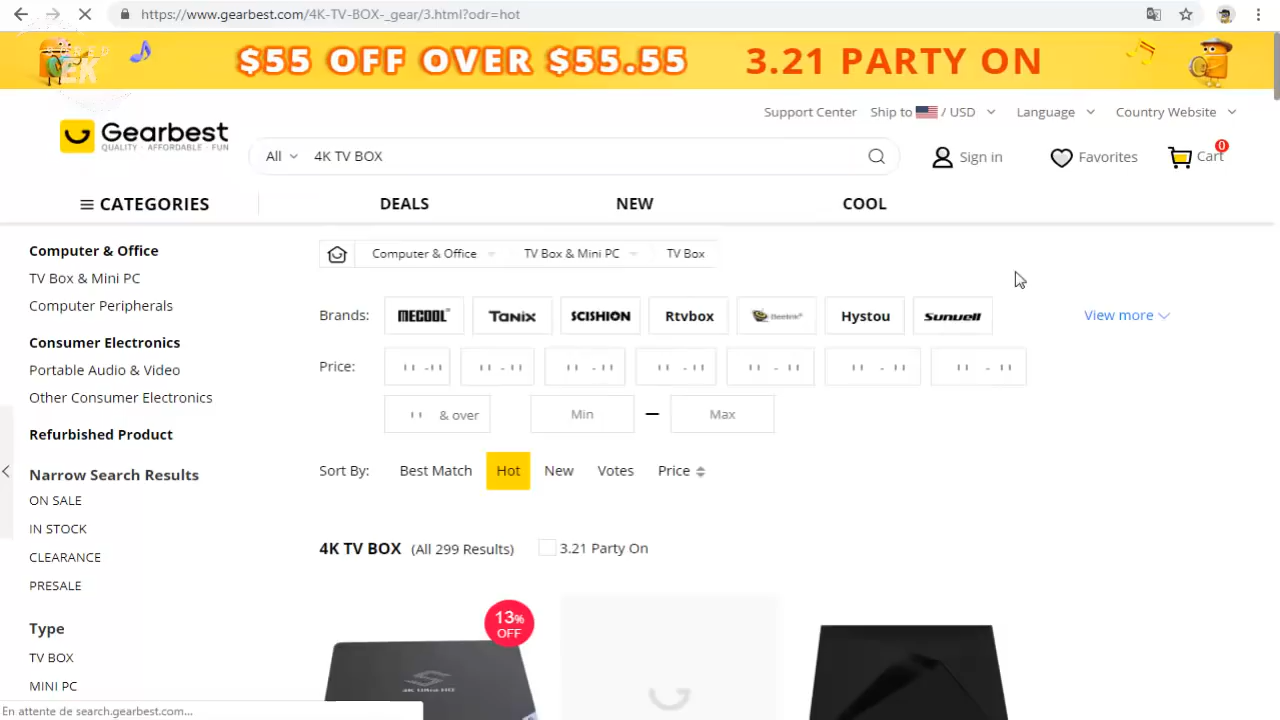 https://www.gearbest.com/4K-TV-BOX-_gear/3.html?odr=hot
$55 OFF OVER $55.55 3.21 PARTY ON
Support Center Ship to / USD Language Country Website
Gearbest
QUALITY · AFFORDABLE · FUN
All 4K TV BOX
Sign in Favorites Cart 0
CATEGORIES DEALS NEW COOL
Computer & Office
TV Box & Mini PC
Computer Peripherals
Consumer Electronics
Portable Audio & Video
Other Consumer Electronics
Refurbished Product
Narrow Search Results
ON SALE
IN STOCK
CLEARANCE
PRESALE
Type
TV BOX
MINI PC
Computer & Office TV Box & Mini PC TV Box
Brands: MECOOL Tanix SCISHION Rtvbox Beelink Hystou Sunvell View more
Price:
& over Min — Max
Sort By: Best Match Hot New Votes Price
4K TV BOX (All 299 Results) 3.21 Party On
13% OFF
4K Ultra HD
En attente de search.gearbest.com...